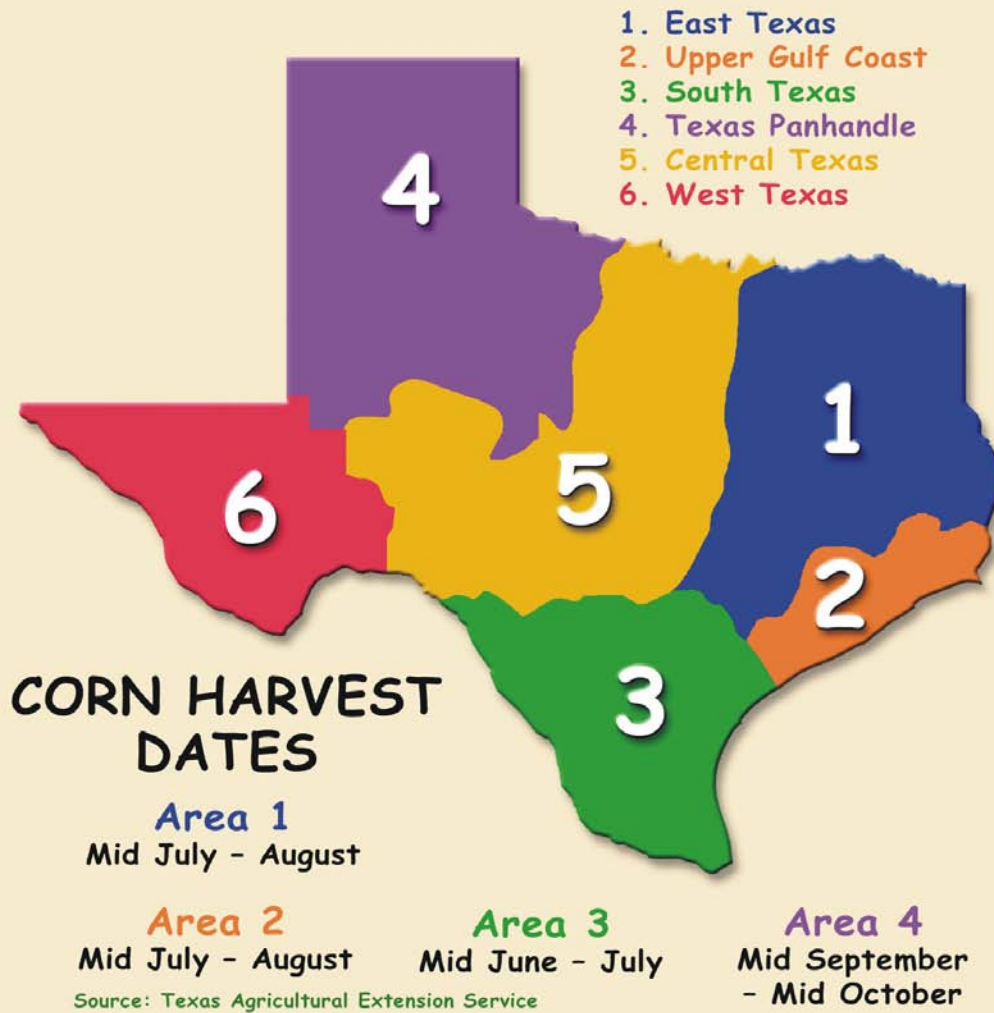 1. East Texas
2. Upper Gulf Coast
3. South Texas
4. Texas Panhandle
5. Central Texas
6. West Texas
4
1
5
6
2
3
CORN HARVEST
DATES
Area 1
Mid July - August
Area 2
Mid July - August
Area 3
Mid June - July
Area 4
Mid September
- Mid October
Source: Texas Agricultural Extension Service